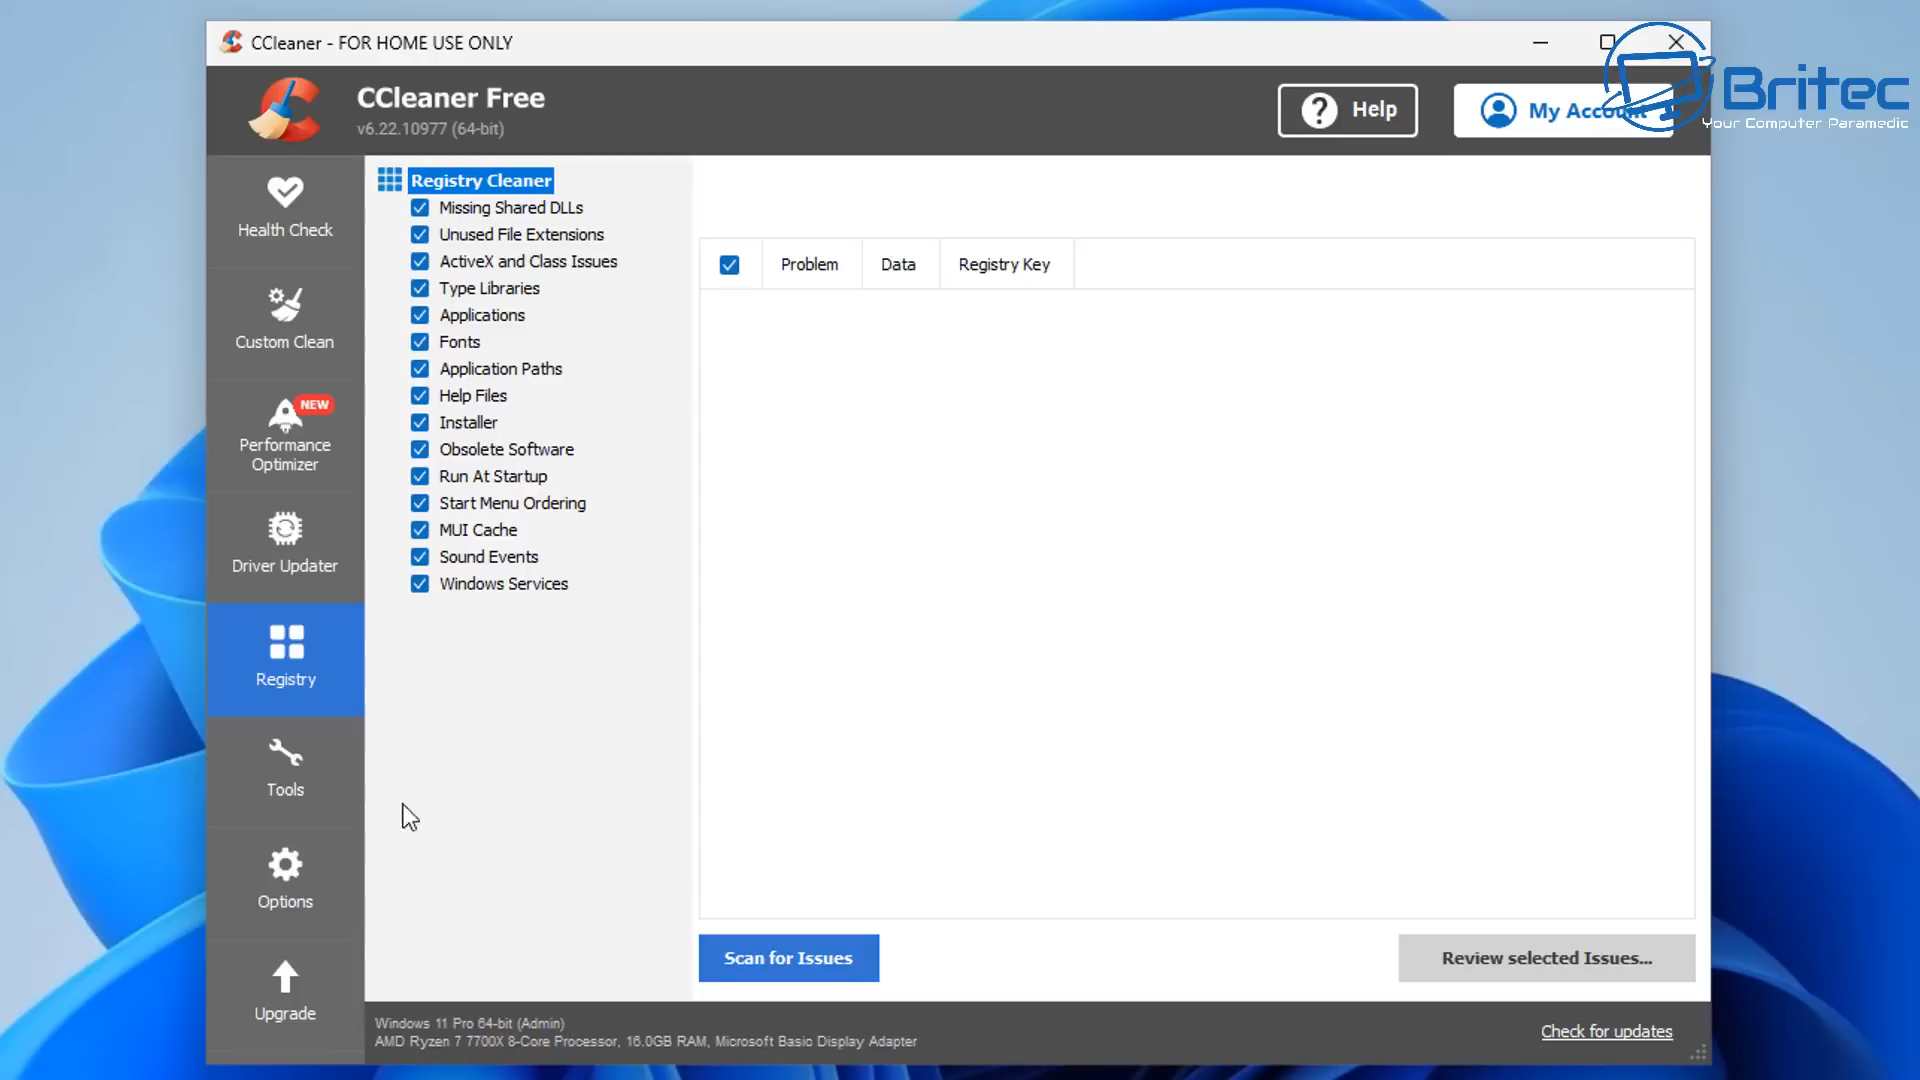 CCleaner - FOR HOME USE ONLY
CCleaner Free
v6.22.10977 (64-bit)
Help
My Account
Britec
Your Computer Paramedic
Health Check
Custom Clean
NEW
Performance
Optimizer
Driver Updater
Registry
Tools
Options
Upgrade
Registry Cleaner
Missing Shared DLLs
Unused File Extensions
ActiveX and Class Issues
Type Libraries
Applications
Fonts
Application Paths
Help Files
Installer
Obsolete Software
Run At Startup
Start Menu Ordering
MUI Cache
Sound Events
Windows Services
Problem Data Registry Key
Scan for Issues
Review selected Issues...
Windows 11 Pro 64-bit (Admin)
AMD Ryzen 7 7700X 8-Core Processor, 16.0GB RAM, Microsoft Basic Display Adapter
Check for updates